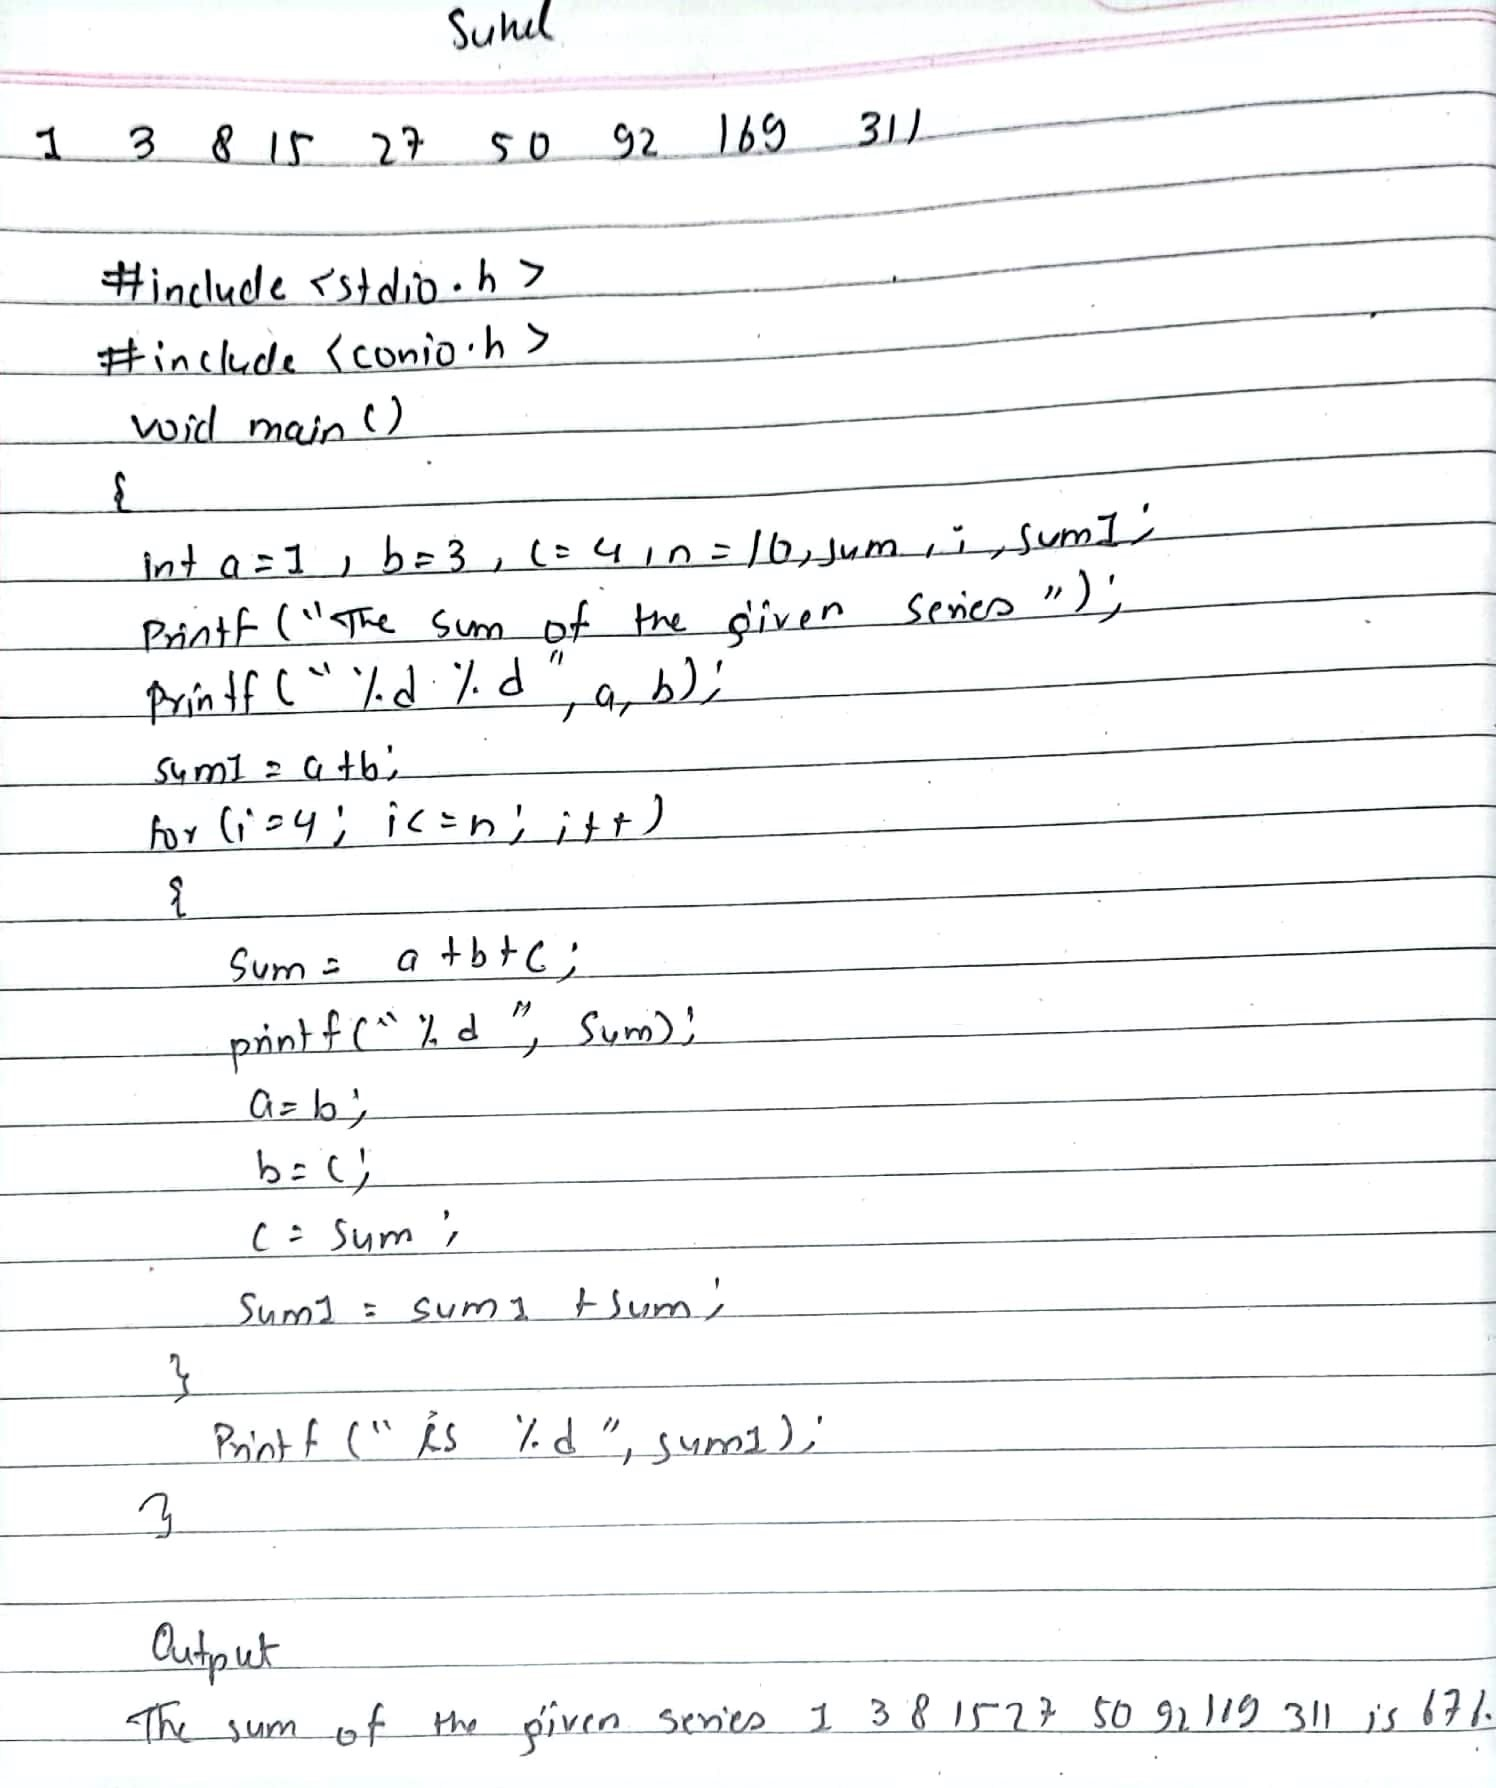 Suhel
1 3 8 15 27 50 92 169 311
#include <stdio.h>
#include <conio.h>
void main()
{
int a=1, b=3, c=4, n=10, sum, i, sum1;
Printf ("The sum of the given series");
printf ("%d %d", a, b);
sum1 = a+b;
for (i=4; i<=n; i++)
{
Sum = a+b+c;
printf("%d", Sum);
a=b;
b=c;
c= sum;
Sum1 = sum1 + sum;
}
Printf ("is %d", sum1);
}
Output
The sum of the given series 1 3 8 15 27 50 92 119 311 is 671.